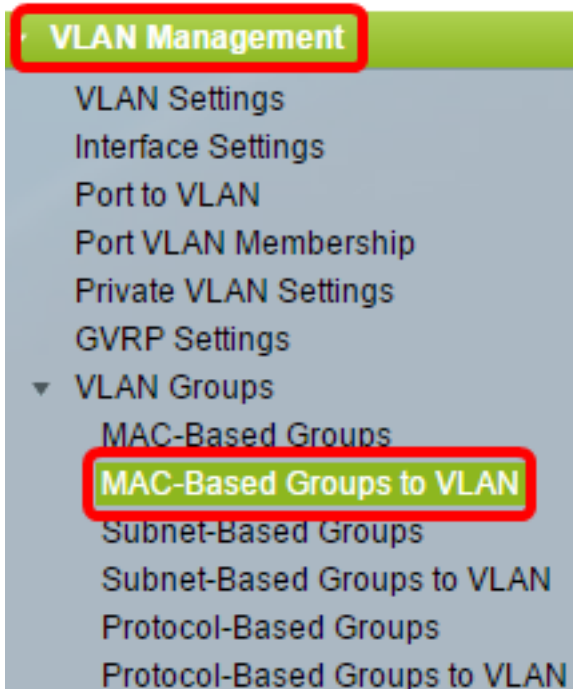 VLAN Management
VLAN Settings
Interface Settings
Port to VLAN
Port VLAN Membership
Private VLAN Settings
GVRP Settings
VLAN Groups
MAC-Based Groups
MAC-Based Groups to VLAN
Subnet-Based Groups
Subnet-Based Groups to VLAN
Protocol-Based Groups
Protocol-Based Groups to VLAN